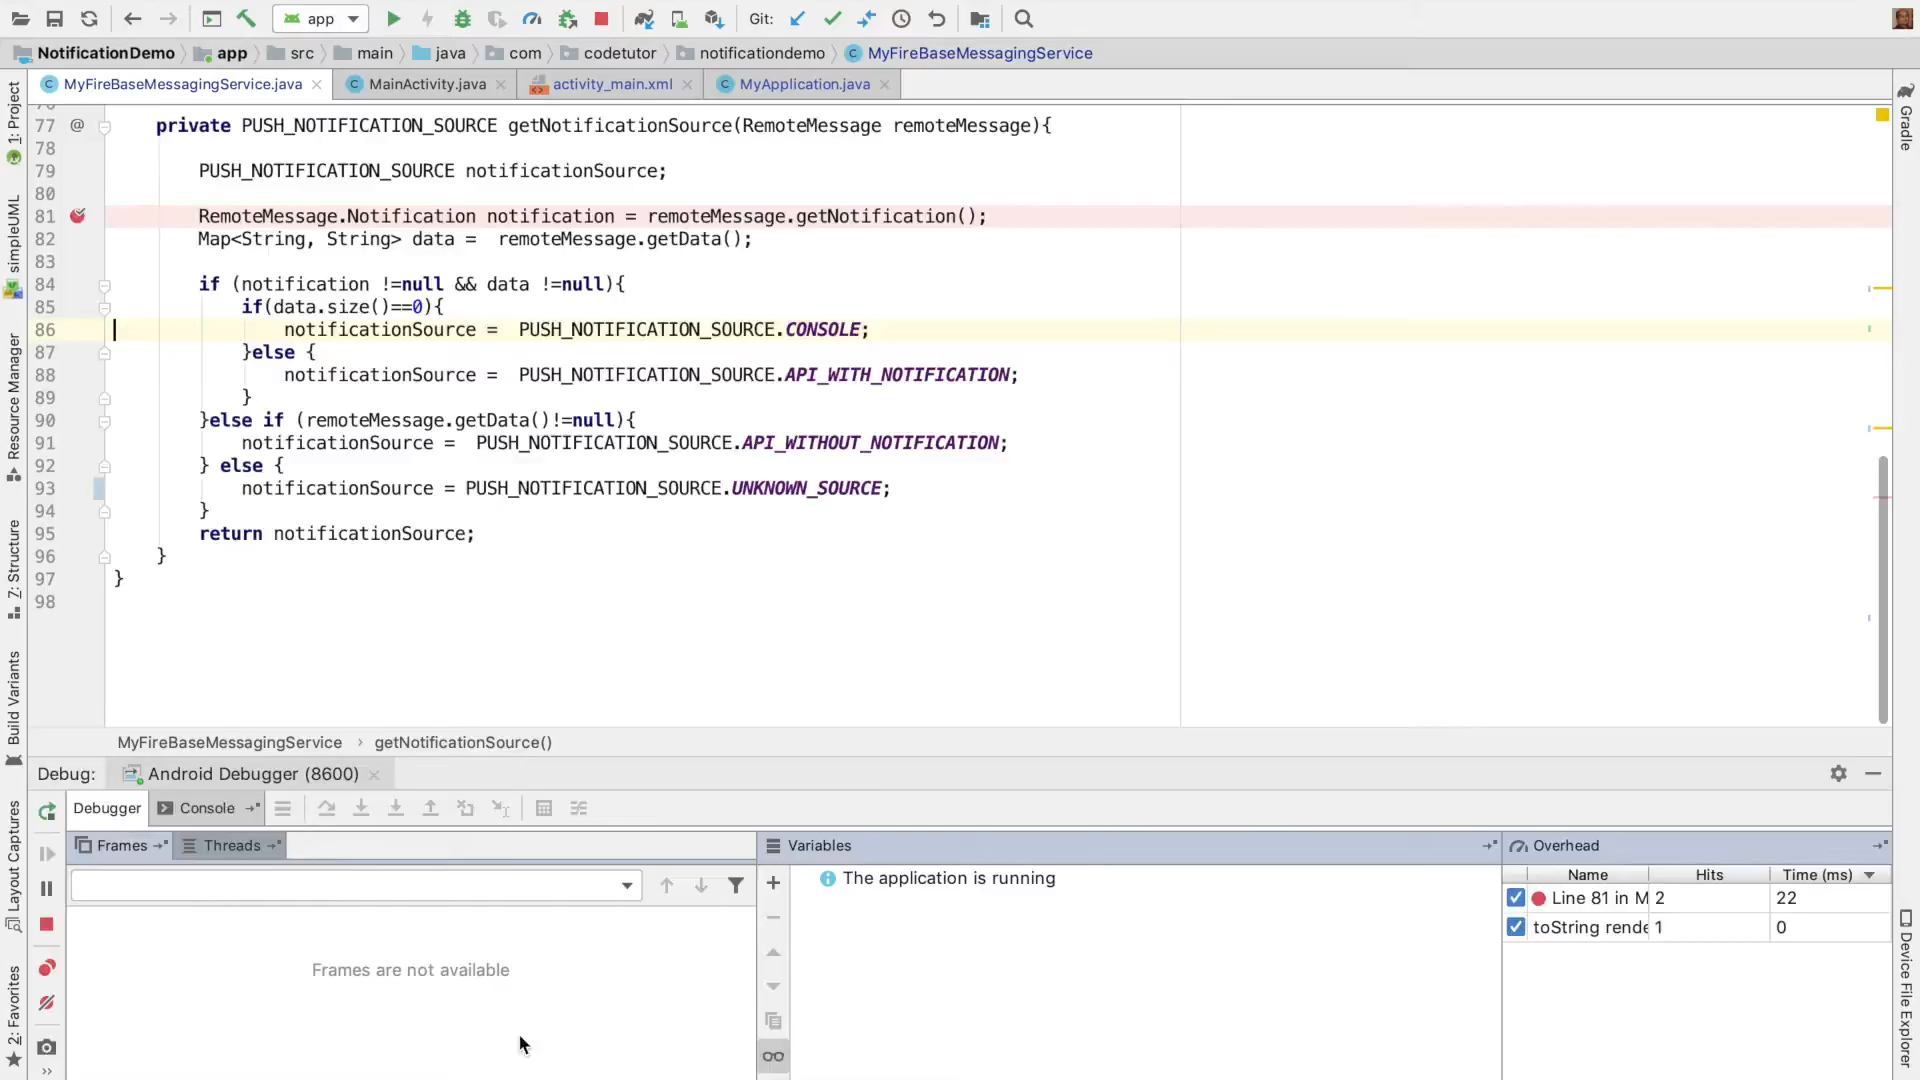 app
Git:
NotificationDemo app src main java com codetutor notificationdemo MyFireBaseMessagingService
MyFireBaseMessagingService.java MainActivity.java activity_main.xml MyApplication.java
1: Project
simpleUML
Resource Manager
7: Structure
Build Variants
Layout Captures
2: Favorites
77 @ private PUSH_NOTIFICATION_SOURCE getNotificationSource(RemoteMessage remoteMessage){
78
79 PUSH_NOTIFICATION_SOURCE notificationSource;
80
81 RemoteMessage.Notification notification = remoteMessage.getNotification();
82 Map<String, String> data =  remoteMessage.getData();
83
84 if (notification !=null && data !=null){
85 if(data.size()==0){
86 notificationSource =  PUSH_NOTIFICATION_SOURCE.CONSOLE;
87 }else {
88 notificationSource =  PUSH_NOTIFICATION_SOURCE.API_WITH_NOTIFICATION;
89 }
90 }else if (remoteMessage.getData()!=null){
91 notificationSource =  PUSH_NOTIFICATION_SOURCE.API_WITHOUT_NOTIFICATION;
92 } else {
93 notificationSource = PUSH_NOTIFICATION_SOURCE.UNKNOWN_SOURCE;
94 }
95 return notificationSource;
96 }
97 }
98
Gradle
Device File Explorer
MyFireBaseMessagingService › getNotificationSource()
Debug: Android Debugger (8600)
Debugger Console
Frames Threads
Variables
Overhead
Frames are not available
The application is running
Name Hits Time (ms)
Line 81 in M 2 22
toString rende 1 0